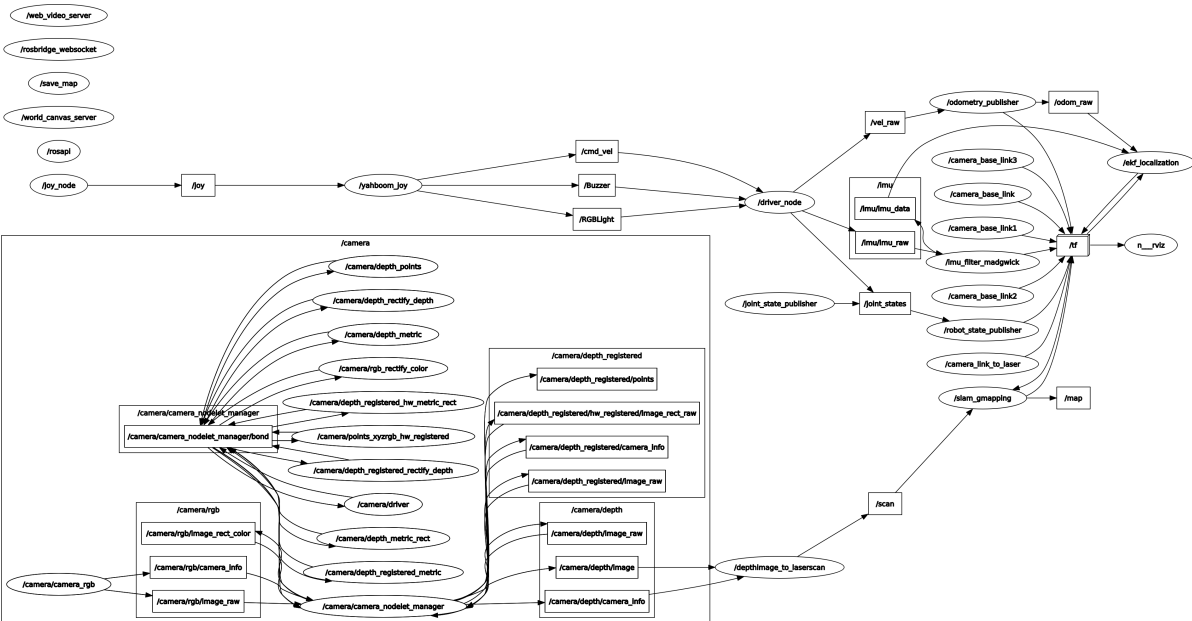 /web_video_server
/rosbridge_websocket
/save_map
/world_canvas_server
/rosapi
/joy_node
/joy
/yahboom_joy
/cmd_vel
/Buzzer
/RGBLight
/driver_node
/vel_raw
/odometry_publisher
/odom_raw
/ekf_localization
/imu
/imu/imu_data
/imu/imu_raw
/camera_base_link3
/camera_base_link
/camera_base_link1
/imu_filter_madgwick
/camera_base_link2
/tf
n__rviz
/joint_state_publisher
/joint_states
/robot_state_publisher
/camera_link_to_laser
/slam_gmapping
/map
/scan
/depthimage_to_laserscan
/camera
/camera/depth_points
/camera/depth_rectify_depth
/camera/depth_metric
/camera/rgb_rectify_color
/camera/depth_registered_hw_metric_rect
/camera/camera_nodelet_manager
/camera/camera_nodelet_manager/bond
/camera/points_xyzrgb_hw_registered
/camera/depth_registered_rectify_depth
/camera/driver
/camera/depth_metric_rect
/camera/depth_registered_metric
/camera/camera_nodelet_manager
/camera/rgb
/camera/rgb/image_rect_color
/camera/rgb/camera_info
/camera/rgb/image_raw
/camera/camera_rgb
/camera/depth_registered
/camera/depth_registered/points
/camera/depth_registered/hw_registered/image_rect_raw
/camera/depth_registered/camera_info
/camera/depth_registered/image_raw
/camera/depth
/camera/depth/image_raw
/camera/depth/image
/camera/depth/camera_info